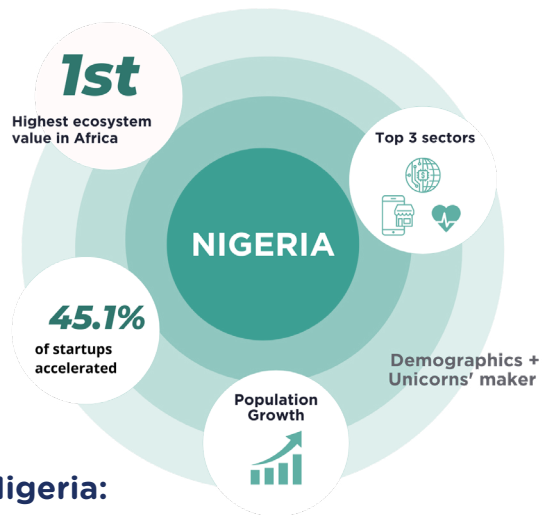 1st
Highest ecosystem
value in Africa
Top 3 sectors
NIGERIA
45.1%
of startups
accelerated
Demographics +
Unicorns' maker
Population
Growth
Nigeria: